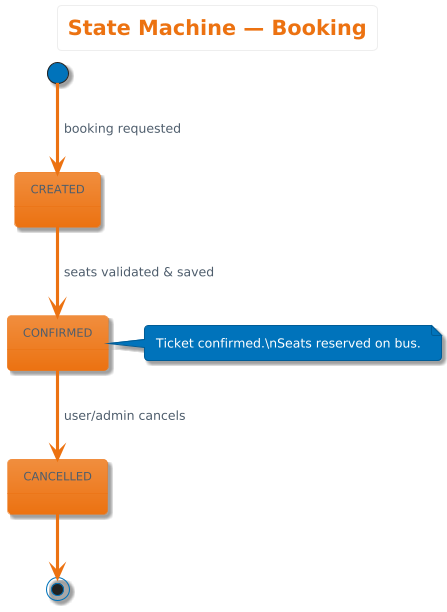 State Machine — Booking
booking requested
CREATED
seats validated & saved
CONFIRMED
Ticket confirmed.\nSeats reserved on bus.
user/admin cancels
CANCELLED